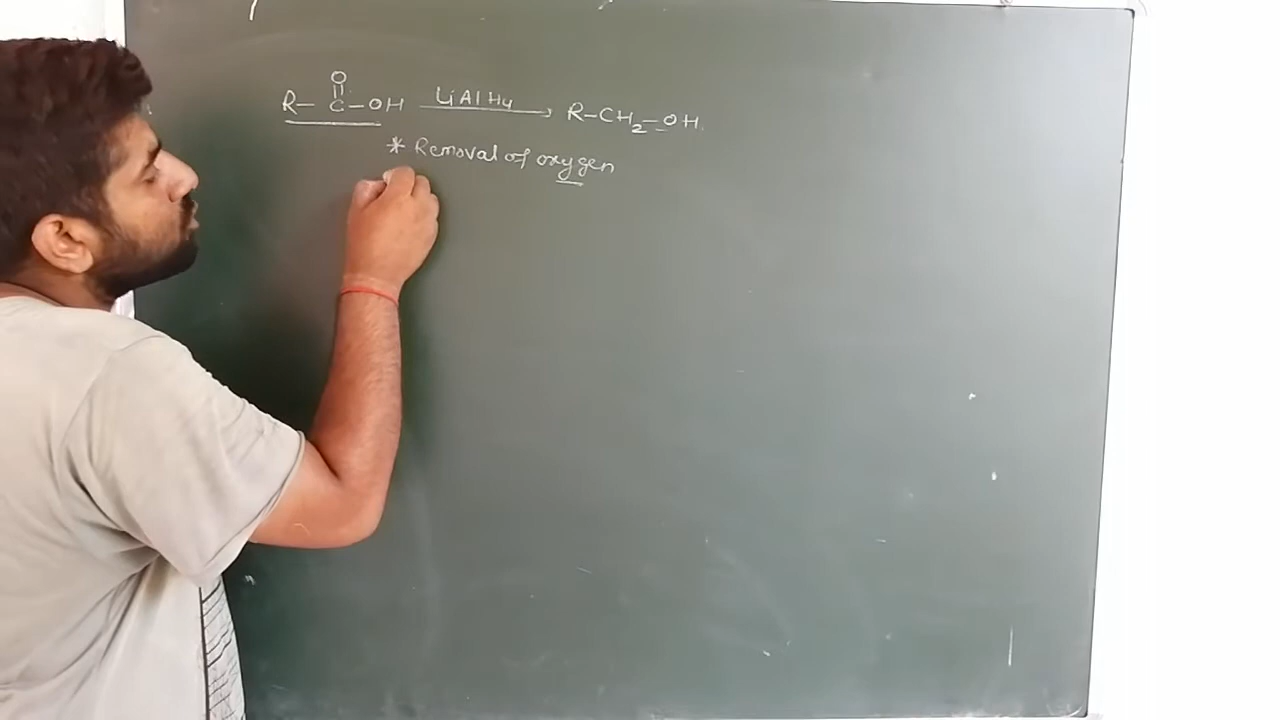 O
R–C–OH LiAlH4 → R–CH2–OH
* Removal of oxygen